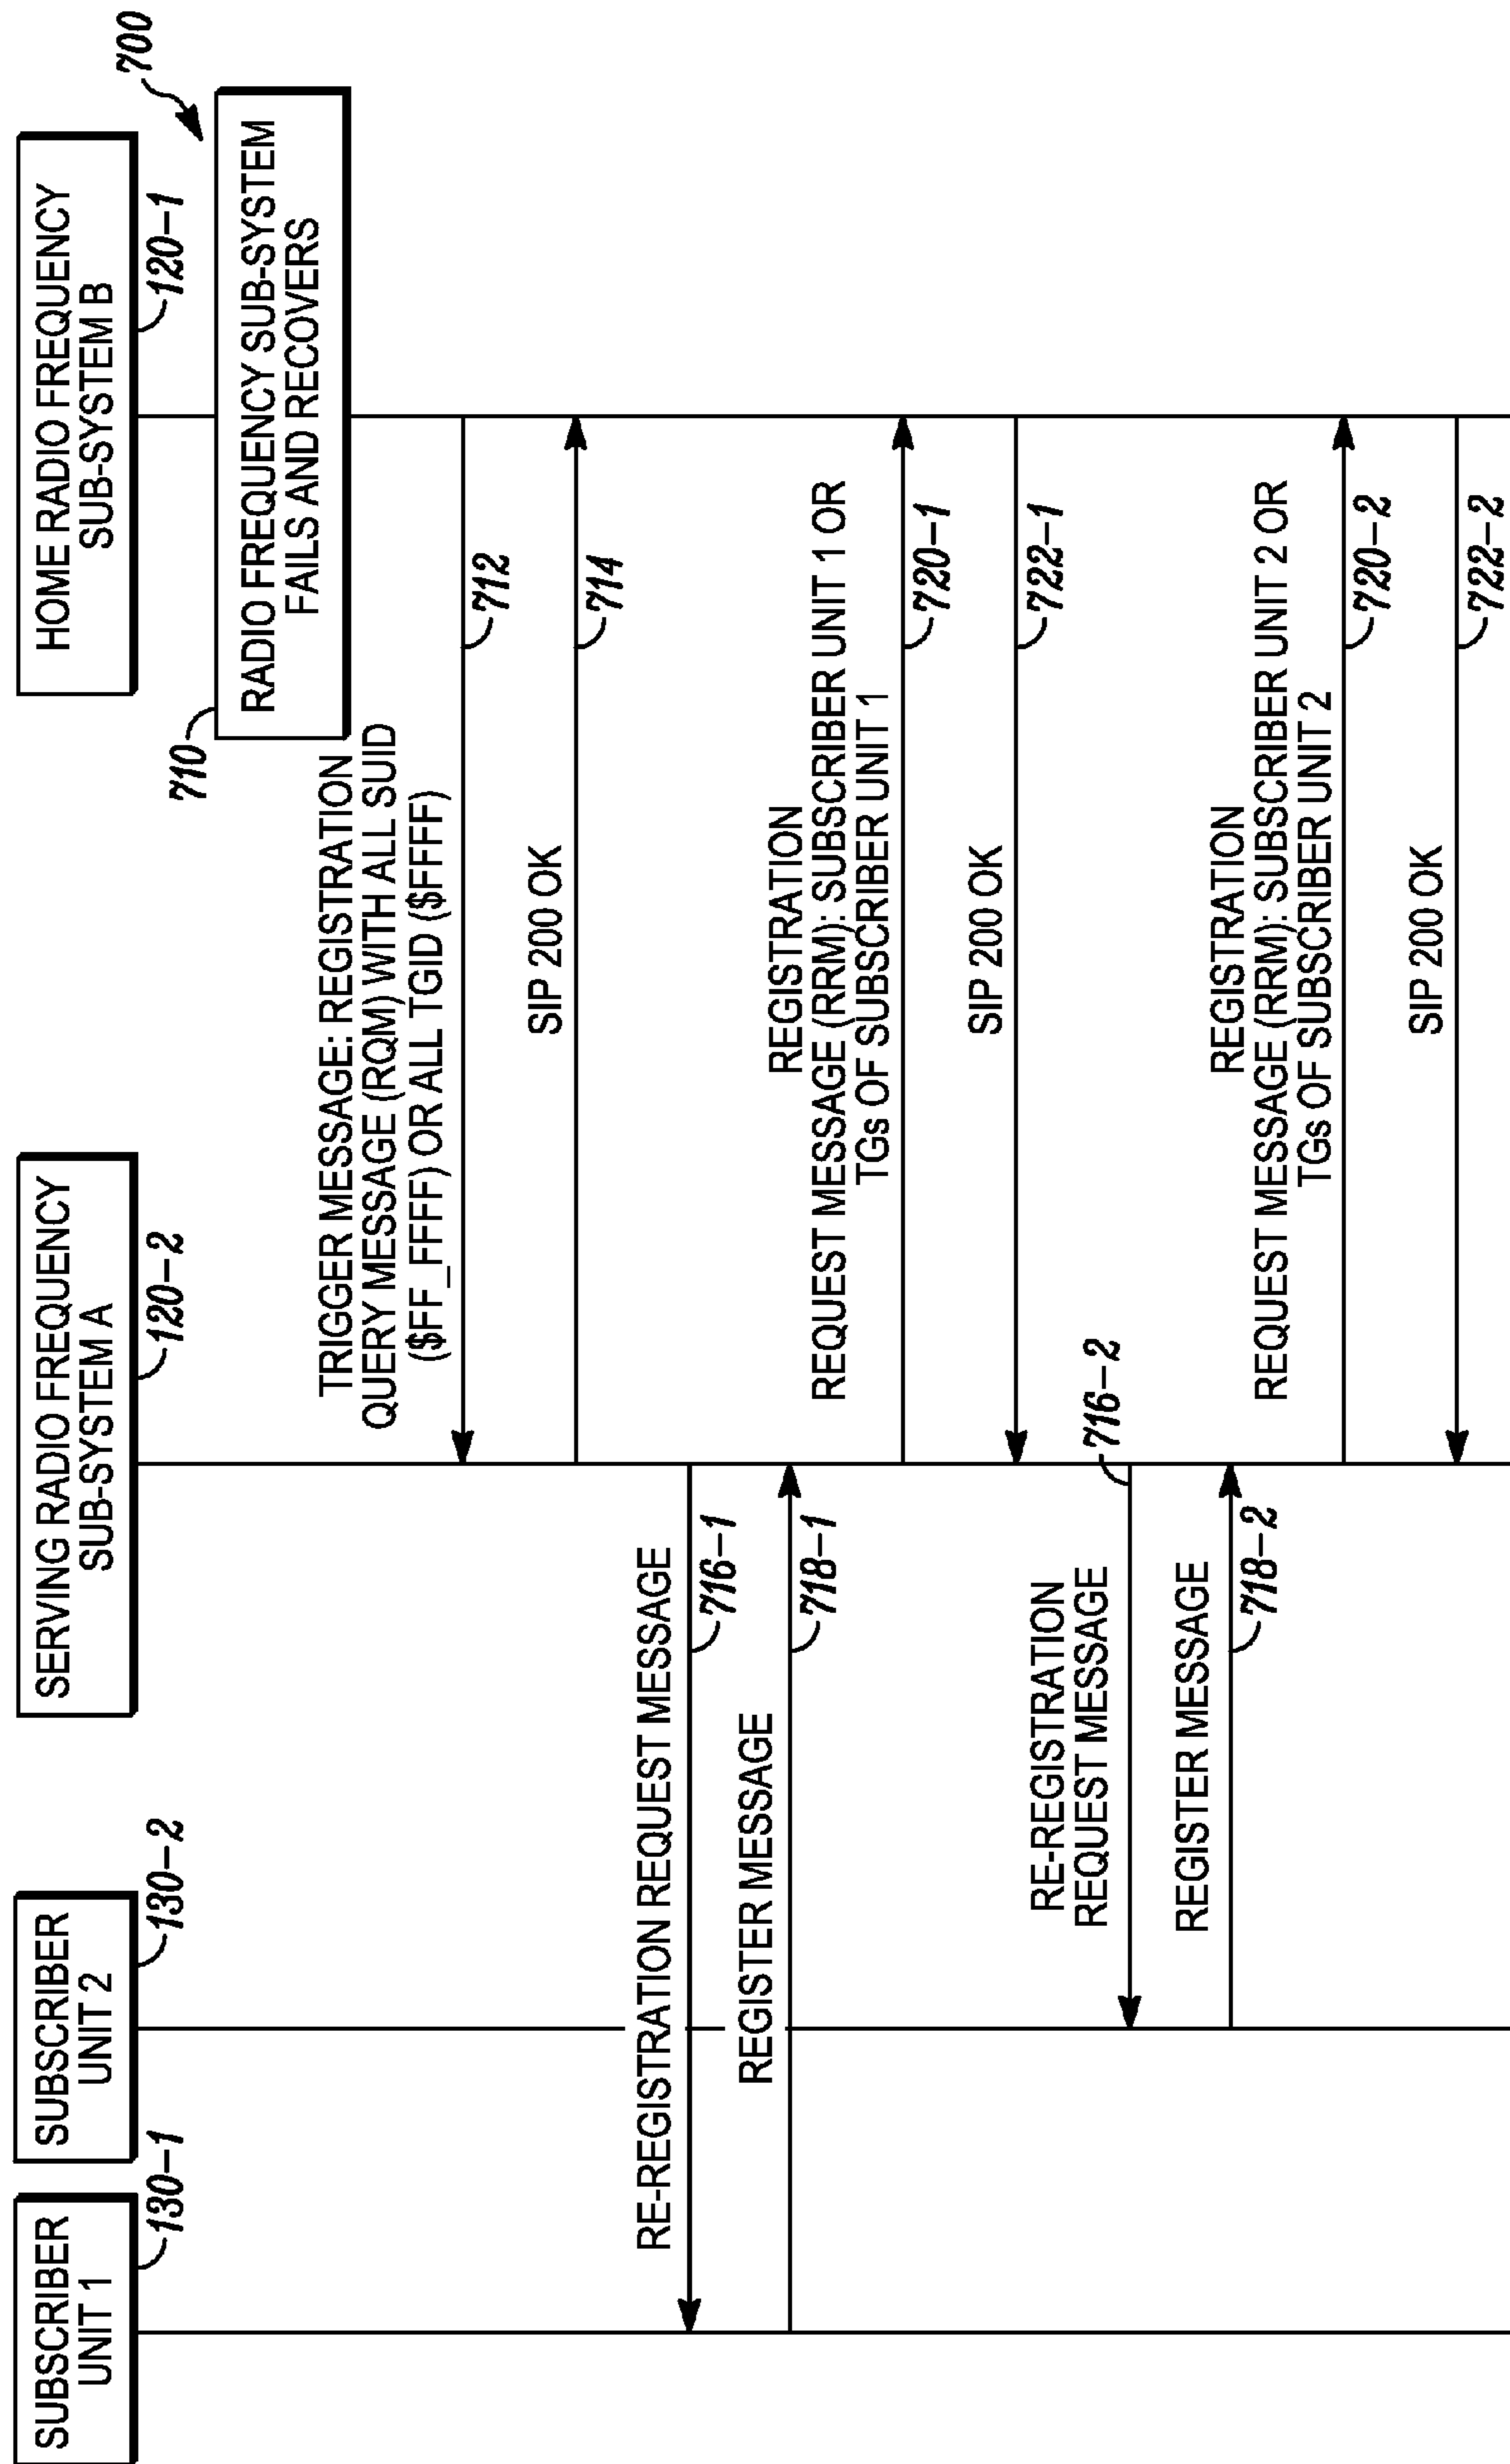 SUBSCRIBER
UNIT 1
130-1
SUBSCRIBER
UNIT 2
130-2
SERVING RADIO FREQUENCY
SUB-SYSTEM A
120-2
HOME RADIO FREQUENCY
SUB-SYSTEM B
120-1
700
710
RADIO FREQUENCY SUB-SYSTEM
FAILS AND RECOVERS
TRIGGER MESSAGE: REGISTRATION
QUERY MESSAGE (RQM) WITH ALL SUID
($FF_FFFF) OR ALL TGID ($FFFF)
712
SIP 200 OK
714
RE-REGISTRATION REQUEST MESSAGE
716-1
REGISTER MESSAGE
718-1
REGISTRATION
REQUEST MESSAGE (RRM): SUBSCRIBER UNIT 1 OR
TGs OF SUBSCRIBER UNIT 1
720-1
SIP 200 OK
722-1
RE-REGISTRATION
REQUEST MESSAGE
716-2
REGISTER MESSAGE
718-2
REGISTRATION
REQUEST MESSAGE (RRM): SUBSCRIBER UNIT 2 OR
TGs OF SUBSCRIBER UNIT 2
720-2
SIP 200 OK
722-2